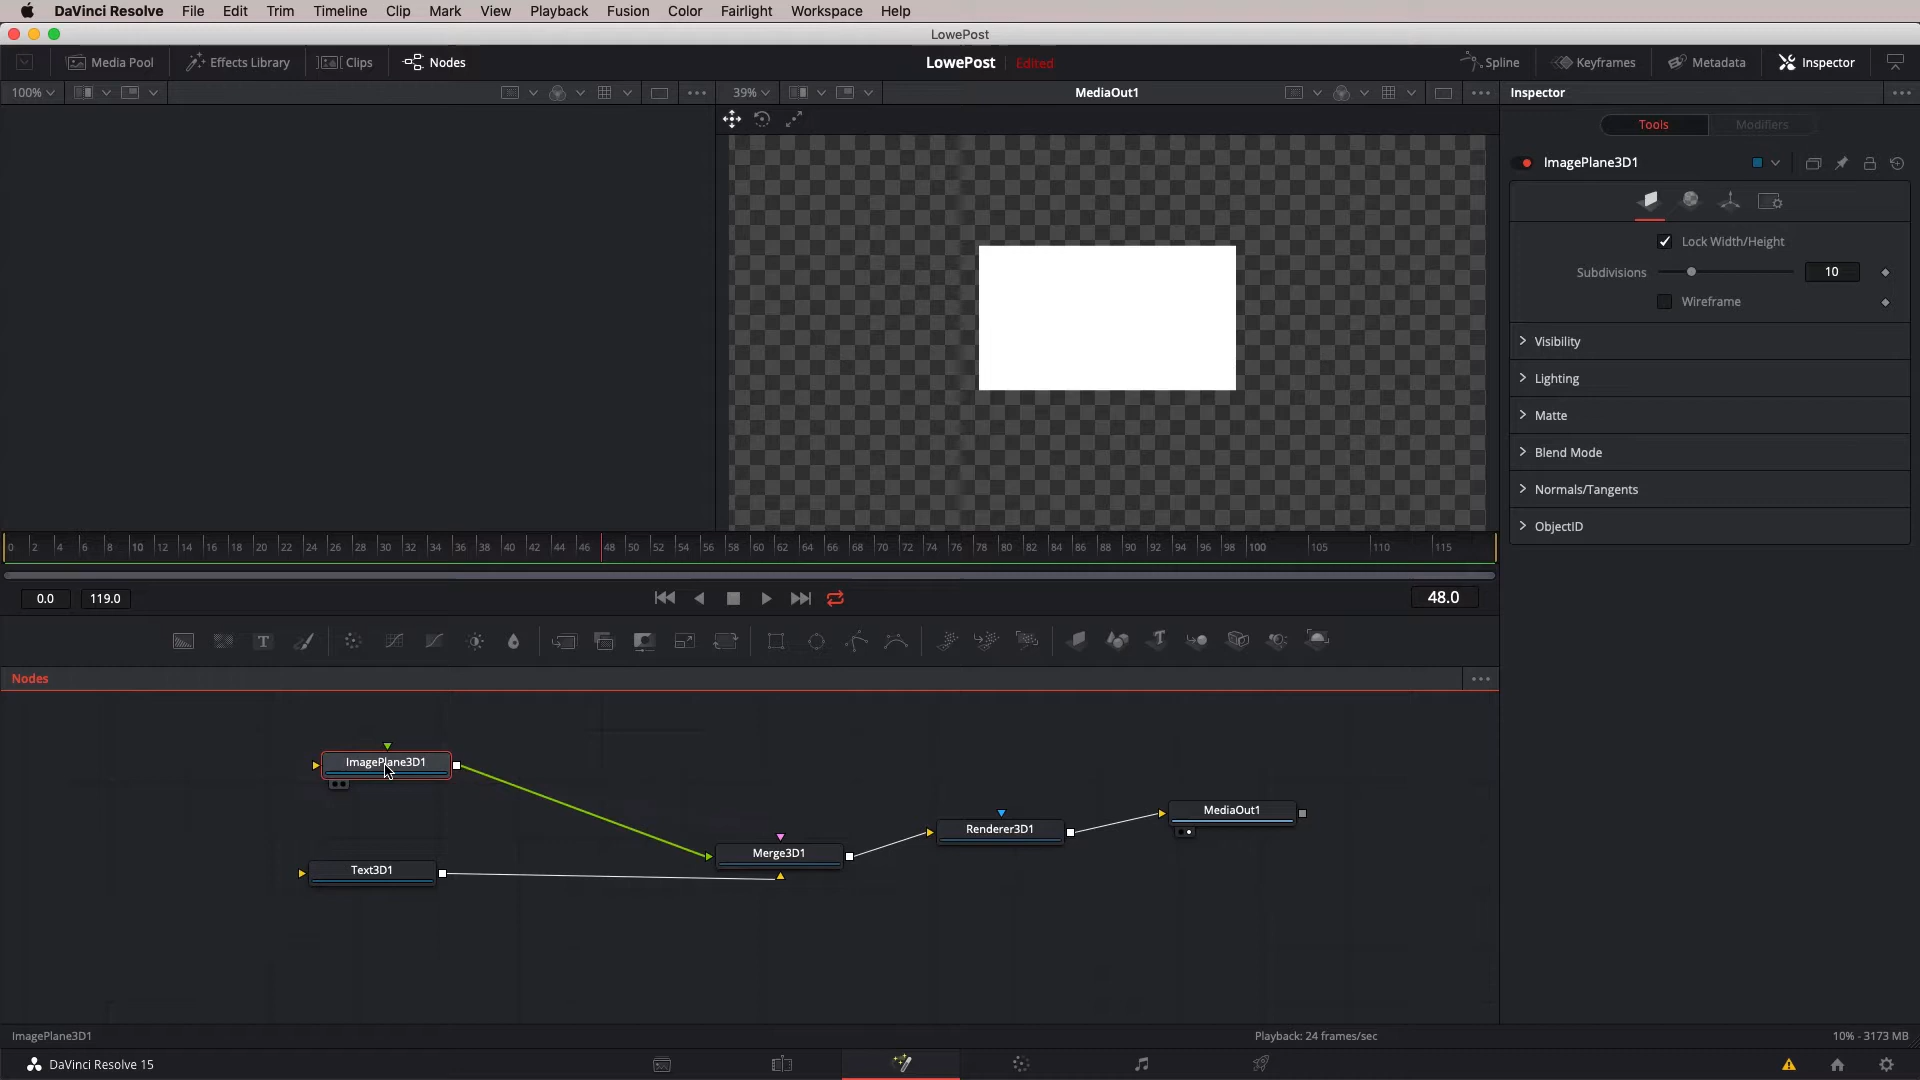 DaVinci Resolve File Edit Trim Timeline Clip Mark View Playback Fusion Color Fairlight Workspace Help
LowePost
Media Pool Effects Library Clips Nodes LowePost Edited Spline Keyframes Metadata Inspector
100% 39% MediaOut1 Inspector
Tools Modifiers
ImagePlane3D1
Lock Width/Height
Subdivisions 10
Wireframe
Visibility
Lighting
Matte
Blend Mode
Normals/Tangents
ObjectID
0 2 4 6 8 10 12 14 16 18 20 22 24 26 28 30 32 34 36 38 40 42 44 46 48 50 52 54 56 58 60 62 64 66 68 70 72 74 76 78 80 82 84 86 88 90 92 94 96 98 100 105 110 115
0.0 119.0 48.0
T T
Nodes
ImagePlane3D1
MediaOut1
Renderer3D1
Merge3D1
Text3D1
ImagePlane3D1 Playback: 24 frames/sec 10% - 3173 MB
DaVinci Resolve 15